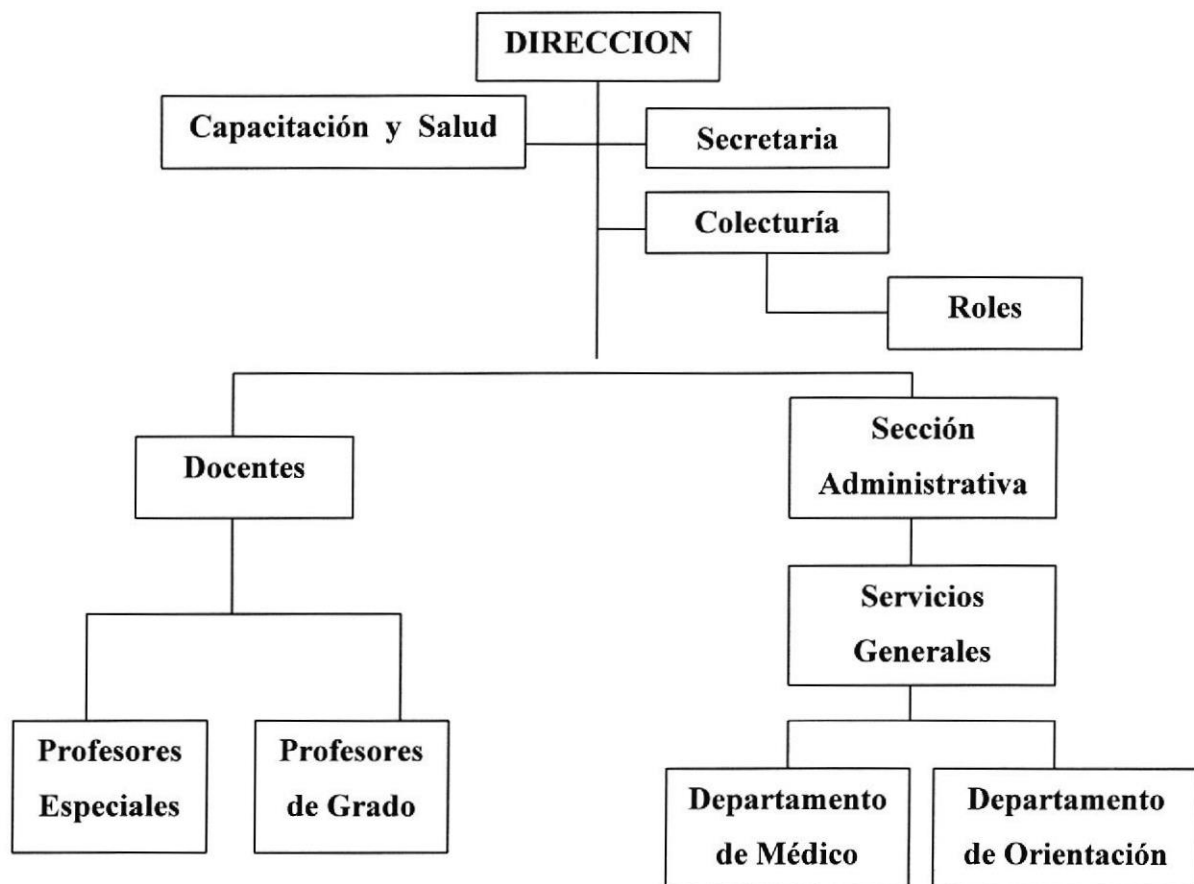 DIRECCION
Capacitación y Salud
Secretaria
Colecturía
Roles
Docentes
Sección
Administrativa
Servicios
Generales
Profesores
Especiales
Profesores
de Grado
Departamento
de Médico
Departamento
de Orientación